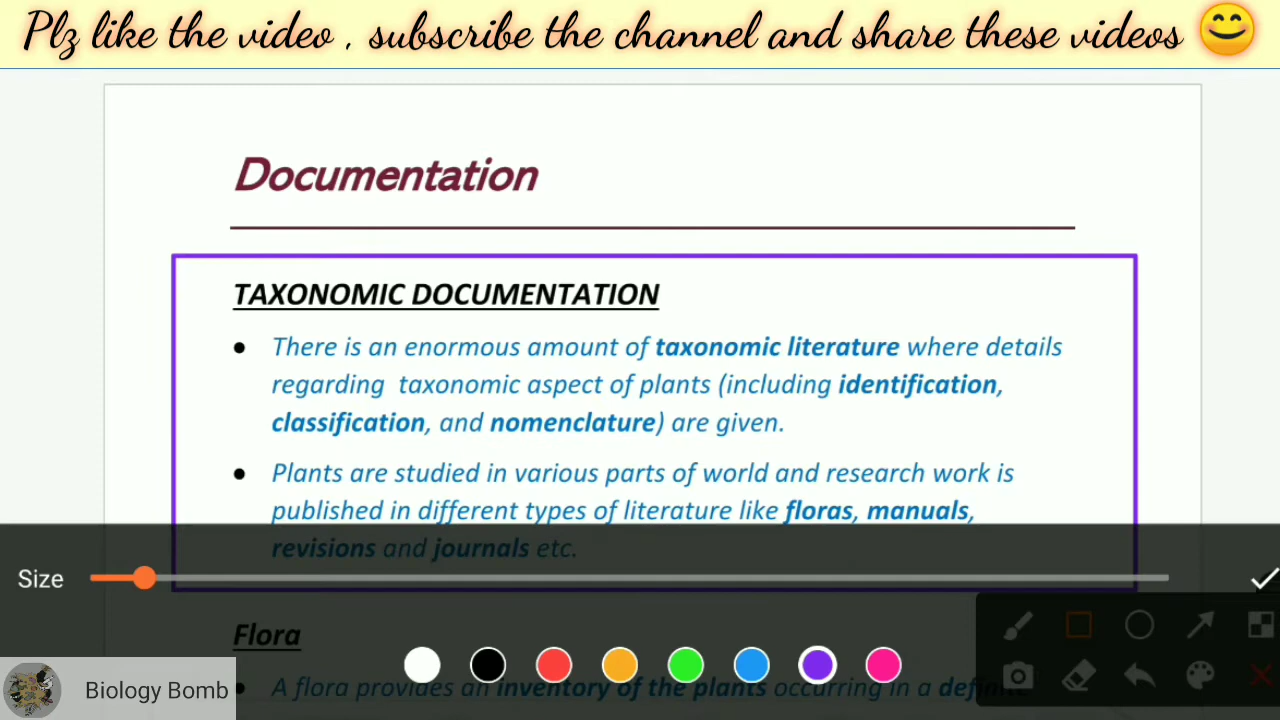 Plz like the video , subscribe the channel and share these videos 😊
Documentation
TAXONOMIC DOCUMENTATION
● There is an enormous amount of taxonomic literature where details
regarding taxonomic aspect of plants (including identification,
classification, and nomenclature) are given.
● Plants are studied in various parts of world and research work is
published in different types of literature like floras, manuals,
revisions and journals etc.
Size
Flora
● A flora provides an inventory of the plants occurring in a definite
Biology Bomb